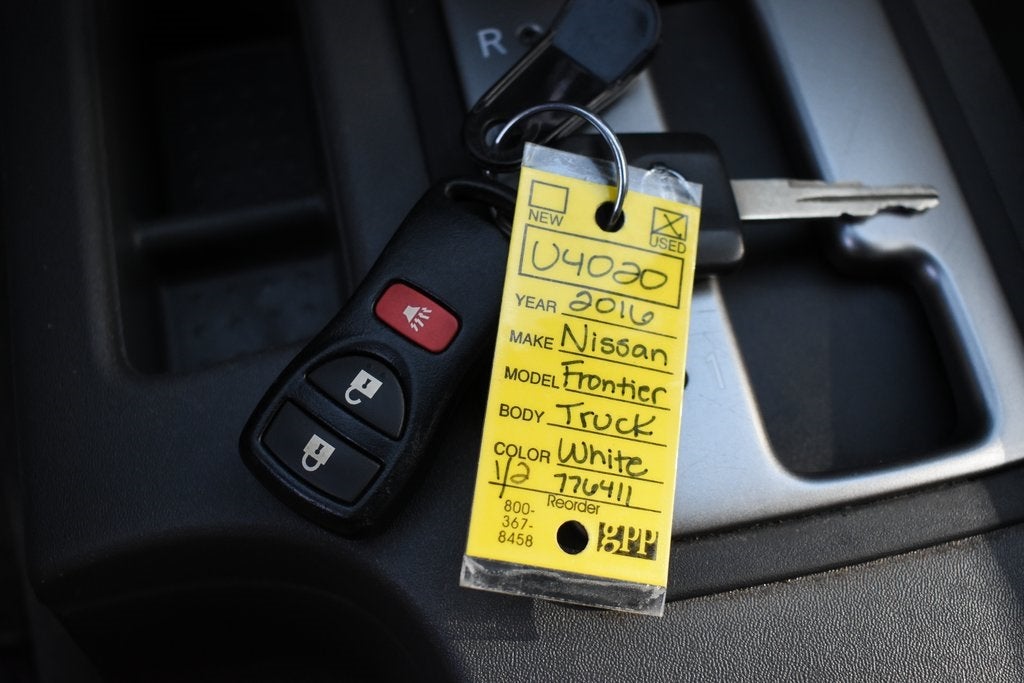 R
NEW
USED
U4020
YEAR 2016
MAKE Nissan
MODEL Frontier
BODY Truck
COLOR White
1/2 776411
Reorder
800-
367-
8458
gpp
1